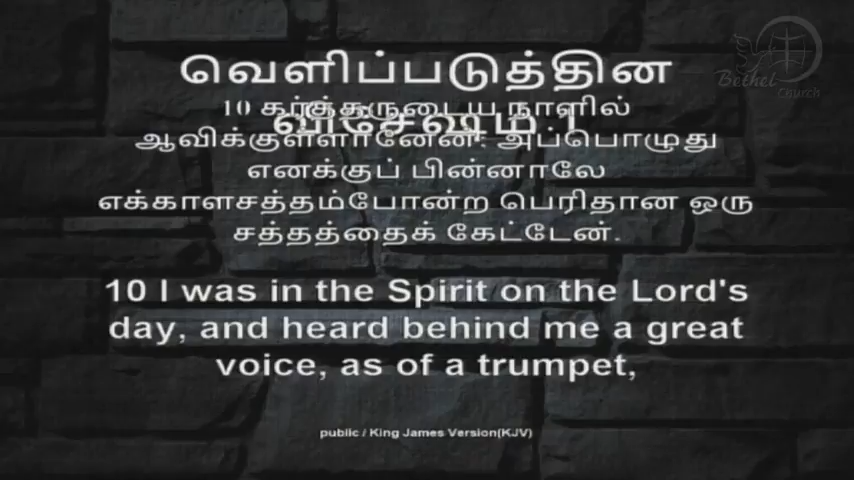 வெளிப்படுத்தின
விசேஷம் 1
10 கர்த்தருடைய நாளில்
ஆவிக்குள்ளானேன்; அப்பொழுது
எனக்குப் பின்னாலே
எக்காளசத்தம்போன்ற பெரிதான ஒரு
சத்தத்தைக் கேட்டேன்.
10 I was in the Spirit on the Lord's
day, and heard behind me a great
voice, as of a trumpet,
public / King James Version(KJV)
Bethel
Church